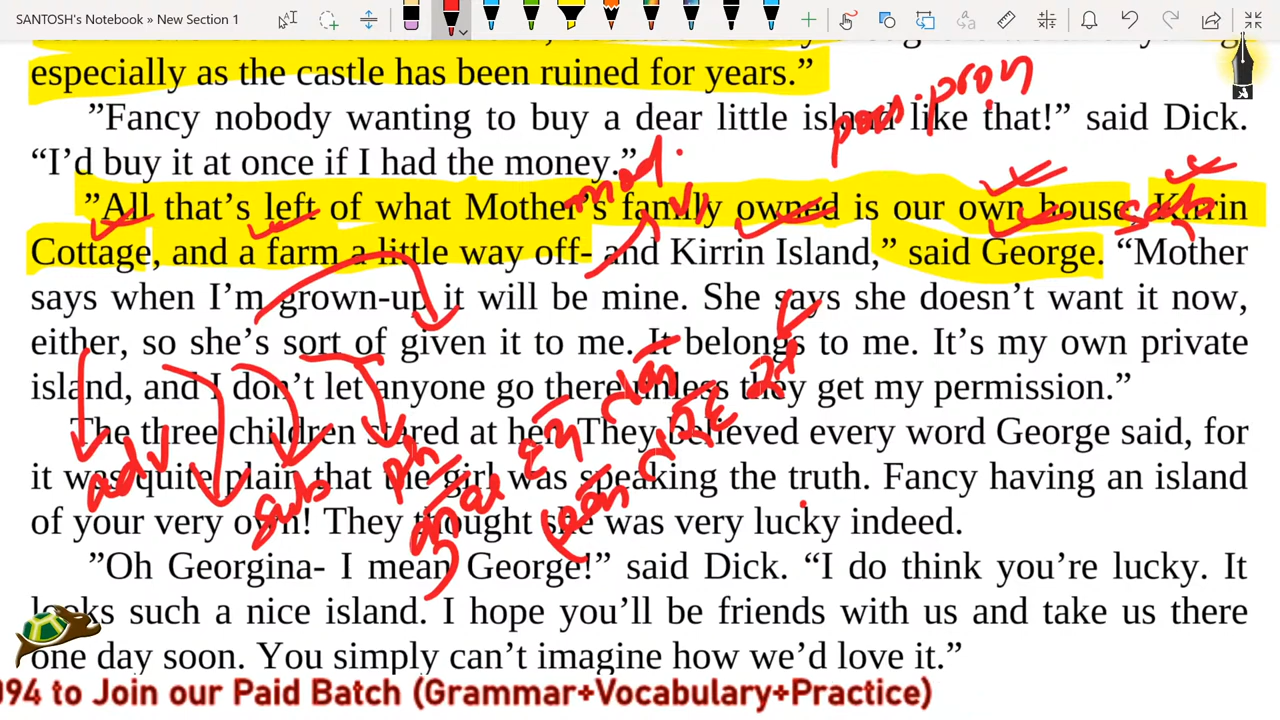 SANTOSH's Notebook » New Section 1
especially as the castle has been ruined for years.”
”Fancy nobody wanting to buy a dear little island like that!” said Dick.
poss. pron
“I’d buy it at once if I had the money.”
mod.
”All that’s left of what Mother’s family owned is our own house, Kirrin
sub
Cottage, and a farm a little way off- and Kirrin Island,” said George. “Mother
says when I’m grown-up it will be mine. She says she doesn’t want it now,
either, so she’s sort of given it to me. It belongs to me. It’s my own private
island, and I don’t let anyone go there unless they get my permission.”
The three children stared at her. They believed every word George said, for
it was quite plain that the girl was speaking the truth. Fancy having an island
adv
sub
ph
of your very own! They thought she was very lucky indeed.
”Oh Georgina- I mean George!” said Dick. “I do think you’re lucky. It
looks such a nice island. I hope you’ll be friends with us and take us there
one day soon. You simply can’t imagine how we’d love it.”
094 to Join our Paid Batch (Grammar+Vocabulary+Practice)